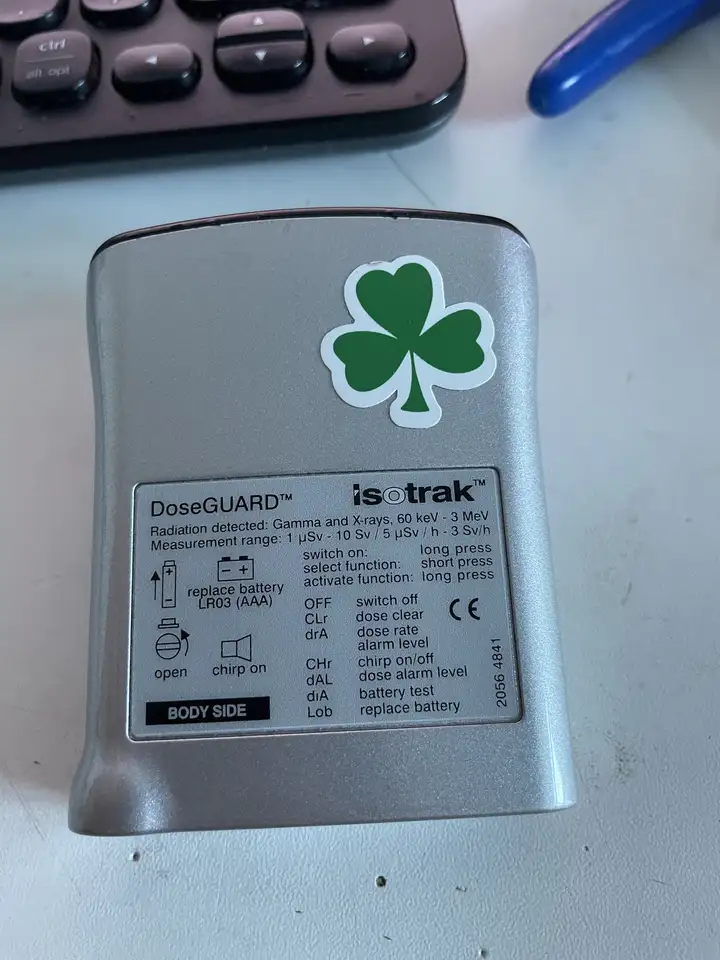 ctrl
alt opt
DoseGUARD™
isotrak™
Radiation detected: Gamma and X-rays, 60 keV - 3 MeV
Measurement range: 1 µSv - 10 Sv / 5 µSv / h - 3 Sv/h
switch on: long press
select function: short press
activate function: long press
replace battery
LR03 (AAA)
open
chirp on
OFF switch off
CLr dose clear
drA dose rate
alarm level
CHr chirp on/off
dAL dose alarm level
diA battery test
Lob replace battery
CE
2056 4841
BODY SIDE